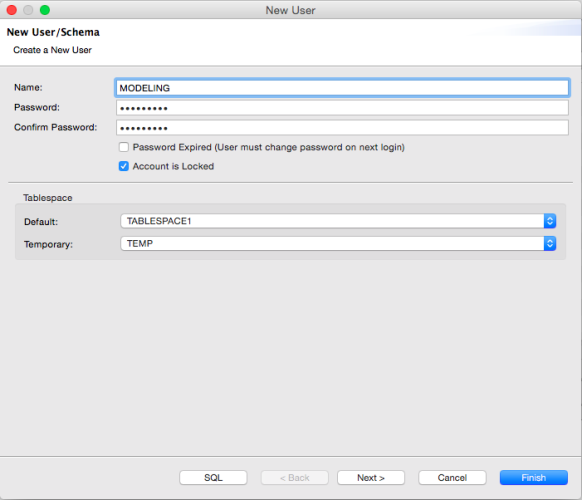 New User
New User/Schema
Create a New User
Name: MODELING
Password: •••••••••
Confirm Password: •••••••••
Password Expired (User must change password on next login)
Account is Locked
Tablespace
Default: TABLESPACE1
Temporary: TEMP
SQL < Back Next > Cancel Finish